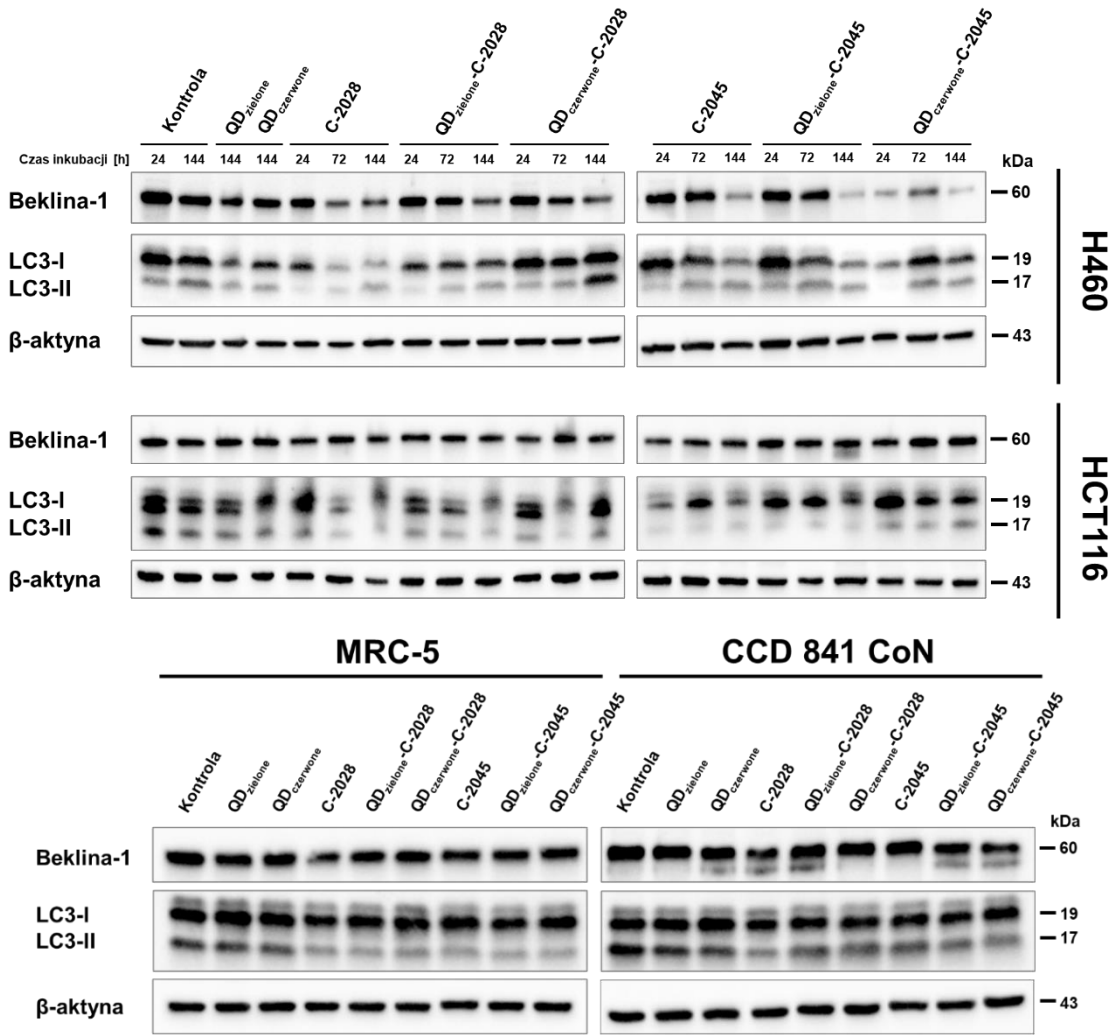 Kontrola
QDzielone
QDczerwone
C-2028
QDzielone-C-2028
QDczerwone-C-2028
C-2045
QDzielone-C-2045
QDczerwone-C-2045
Czas inkubacji [h] 24 144 144 144 24 72 144 24 72 144 24 72 144 24 72 144 24 72 144 24 72 144 kDa
Beklina-1 60
LC3-I 19
LC3-II 17
β-aktyna 43
H460
Beklina-1 60
LC3-I 19
LC3-II 17
β-aktyna 43
HCT116
MRC-5 CCD 841 CoN
Kontrola
QDzielone
QDczerwone
C-2028
QDzielone-C-2028
QDczerwone-C-2028
C-2045
QDzielone-C-2045
QDczerwone-C-2045
Kontrola
QDzielone
QDczerwone
C-2028
QDzielone-C-2028
QDczerwone-C-2028
C-2045
QDzielone-C-2045
QDczerwone-C-2045
kDa
Beklina-1 60
LC3-I 19
LC3-II 17
β-aktyna 43